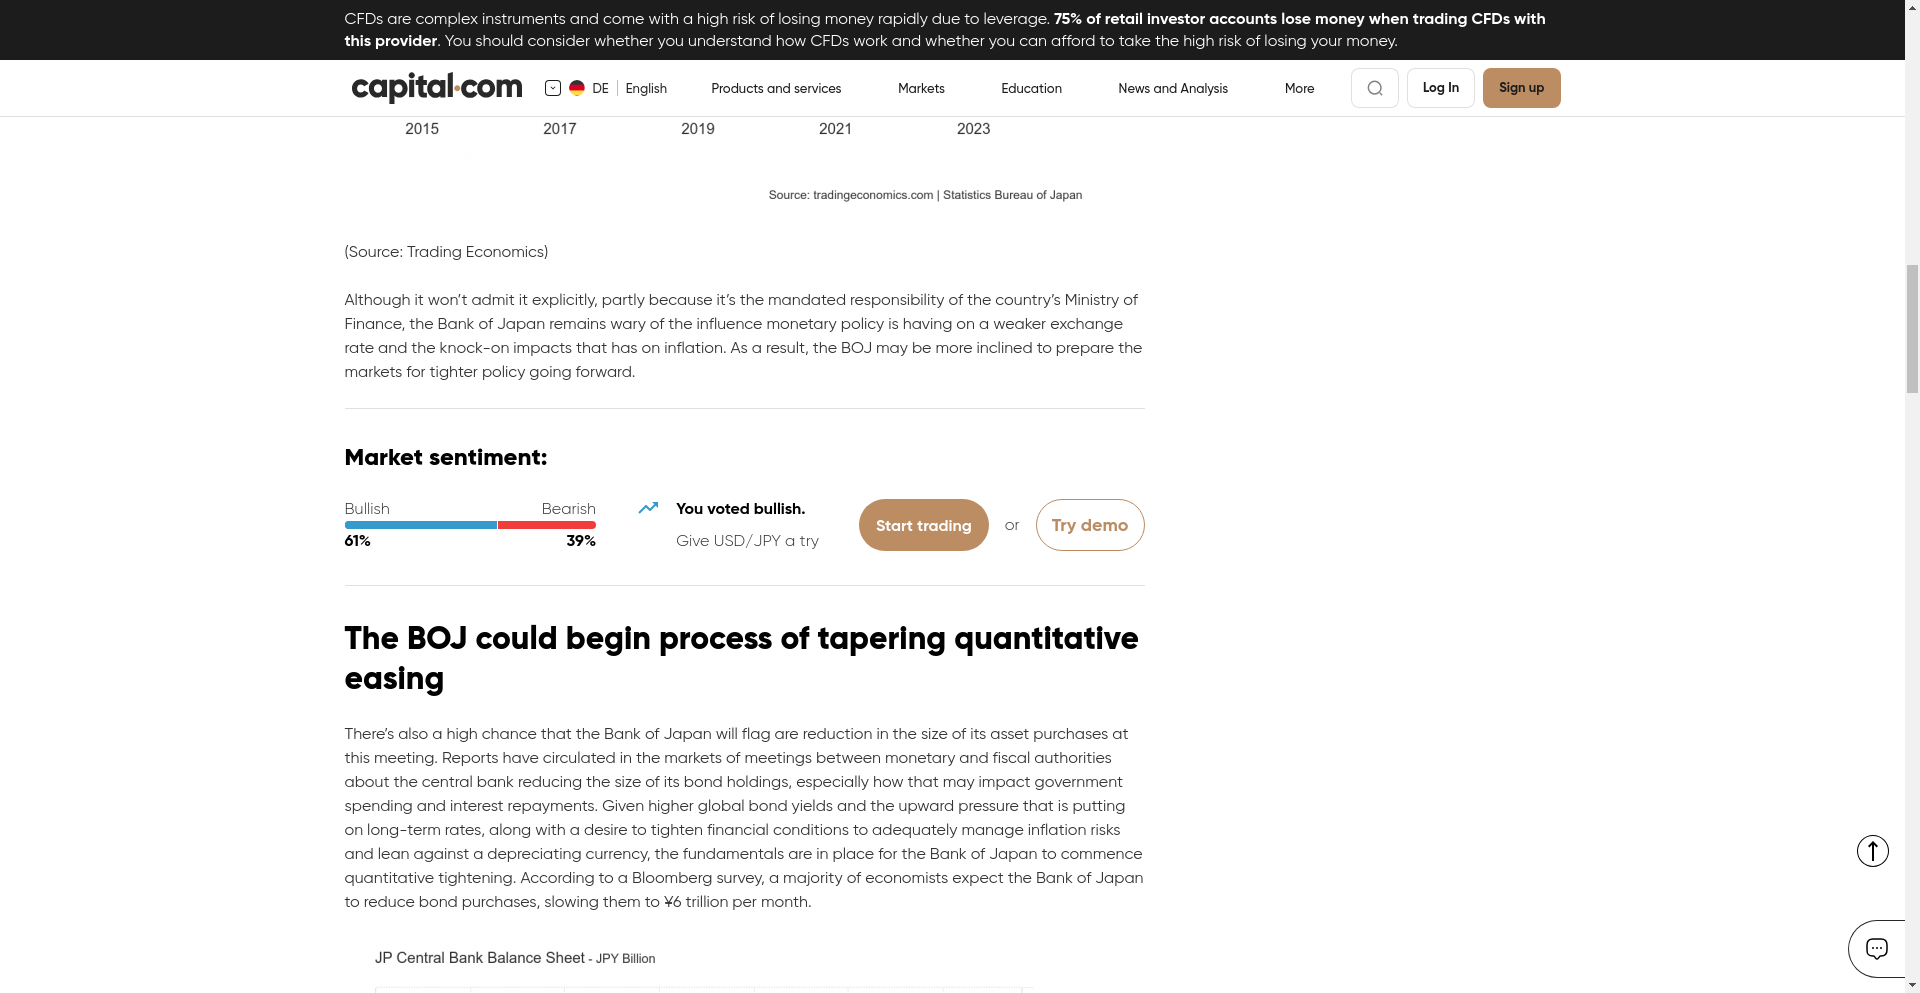 CFDs are complex instruments and come with a high risk of losing money rapidly due to leverage. 75% of retail investor accounts lose money when trading CFDs with
this provider. You should consider whether you understand how CFDs work and whether you can afford to take the high risk of losing your money.
capital.com DE English Products and services Markets Education News and Analysis More Log In Sign up
2015 2017 2019 2021 2023
Source: tradingeconomics.com | Statistics Bureau of Japan
(Source: Trading Economics)
Although it won’t admit it explicitly, partly because it’s the mandated responsibility of the country’s Ministry of
Finance, the Bank of Japan remains wary of the influence monetary policy is having on a weaker exchange
rate and the knock-on impacts that has on inflation. As a result, the BOJ may be more inclined to prepare the
markets for tighter policy going forward.
Market sentiment:
Bullish Bearish
61% 39%
You voted bullish.
Give USD/JPY a try
Start trading or Try demo
The BOJ could begin process of tapering quantitative
easing
There’s also a high chance that the Bank of Japan will flag are reduction in the size of its asset purchases at
this meeting. Reports have circulated in the markets of meetings between monetary and fiscal authorities
about the central bank reducing the size of its bond holdings, especially how that may impact government
spending and interest repayments. Given higher global bond yields and the upward pressure that is putting
on long-term rates, along with a desire to tighten financial conditions to adequately manage inflation risks
and lean against a depreciating currency, the fundamentals are in place for the Bank of Japan to commence
quantitative tightening. According to a Bloomberg survey, a majority of economists expect the Bank of Japan
to reduce bond purchases, slowing them to ¥6 trillion per month.
JP Central Bank Balance Sheet - JPY Billion